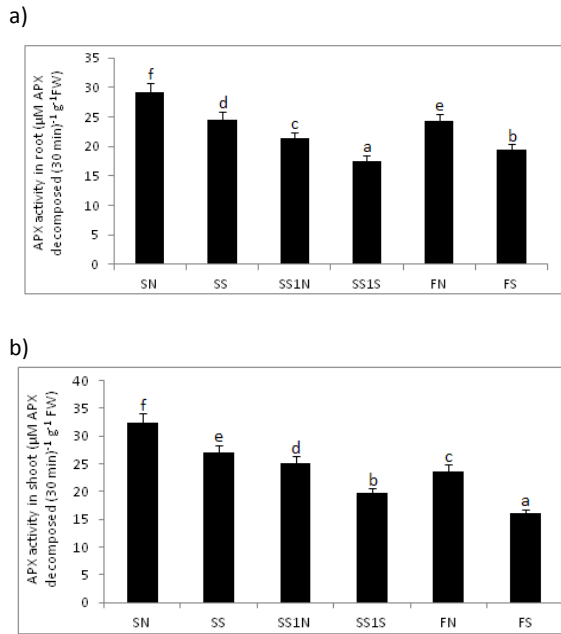 a)
APX activity in root (µM APX
decomposed (30 min)⁻¹ g⁻¹FW)
35
30
25
20
15
10
5
0
f
d
c
a
e
b
SN SS SS1N SS1S FN FS
b)
APX activity in shoot (µM APX
decomposed (30 min)⁻¹ g⁻¹ FW)
40
35
30
25
20
15
10
5
0
f
e
d
b
c
a
SN SS SS1N SS1S FN FS